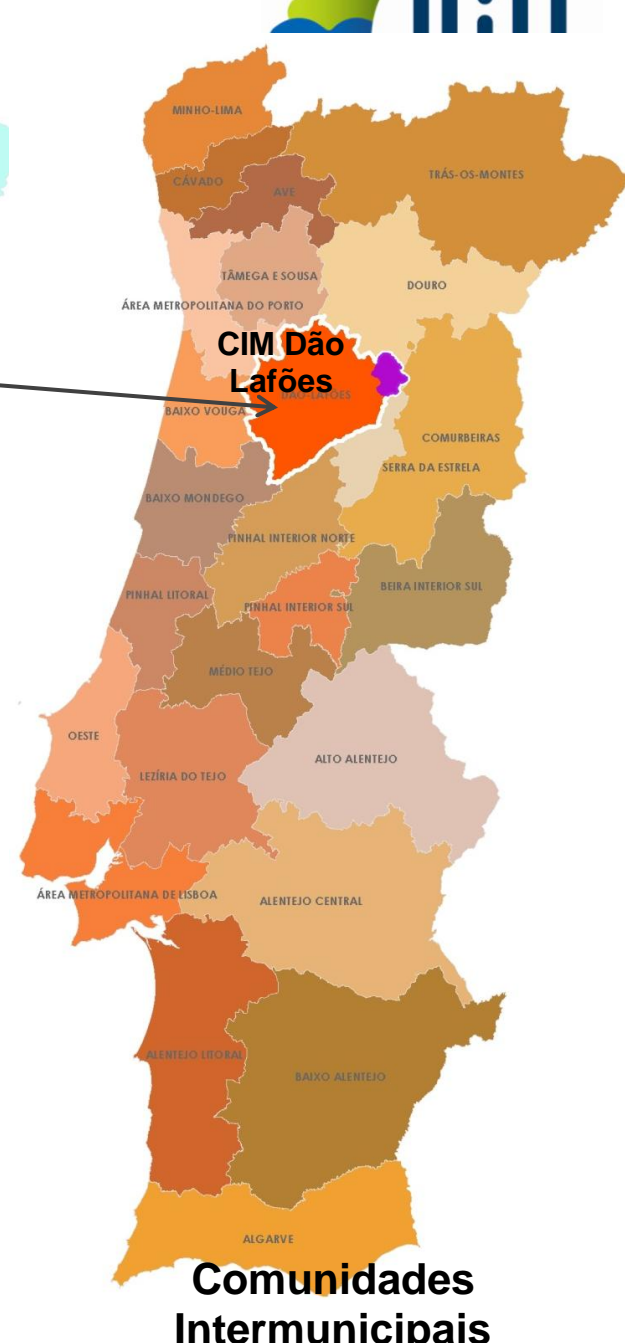 MINHO-LIMA
CÁVADO
AVE
TRÁS-OS-MONTES
TÂMEGA E SOUSA
DOURO
ÁREA METROPOLITANA DO PORTO
CIM Dão
Lafões
DÃO-LAFÕES
BAIXO VOUGA
COMURBEIRAS
SERRA DA ESTRELA
BAIXO MONDEGO
PINHAL INTERIOR NORTE
BEIRA INTERIOR SUL
PINHAL LITORAL
PINHAL INTERIOR SUL
MÉDIO TEJO
OESTE
ALTO ALENTEJO
LEZÍRIA DO TEJO
ÁREA METROPOLITANA DE LISBOA
ALENTEJO CENTRAL
ALENTEJO LITORAL
BAIXO ALENTEJO
ALGARVE
Comunidades
Intermunicipais